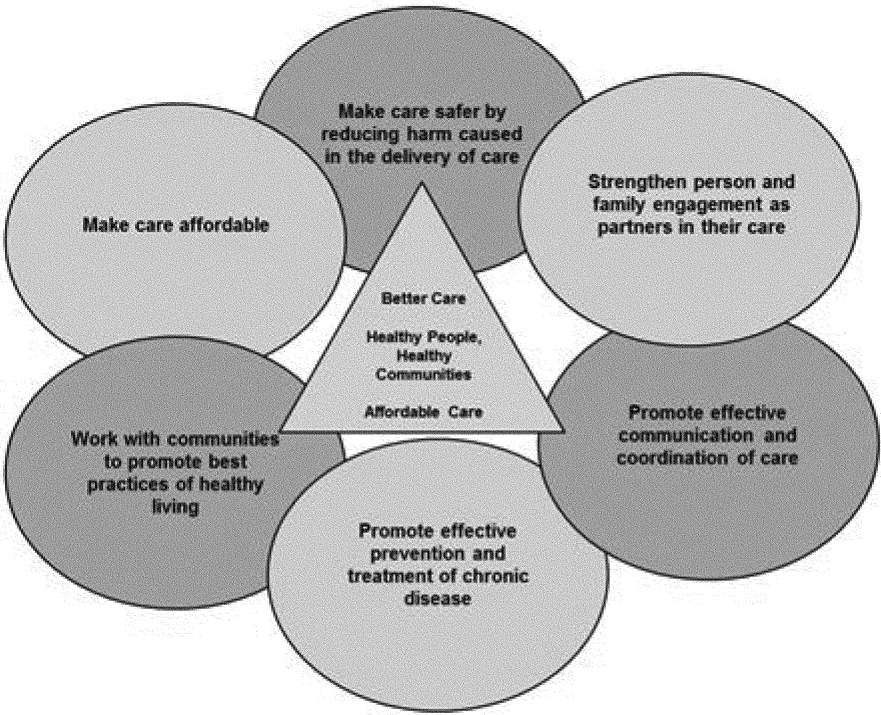 Make care safer by
reducing harm caused
in the delivery of care
Strengthen person and
family engagement as
partners in their care
Make care affordable
Better Care
Healthy People,
Healthy
Communities
Affordable Care
Promote effective
communication and
coordination of care
Work with communities
to promote best
practices of healthy
living
Promote effective
prevention and
treatment of chronic
disease